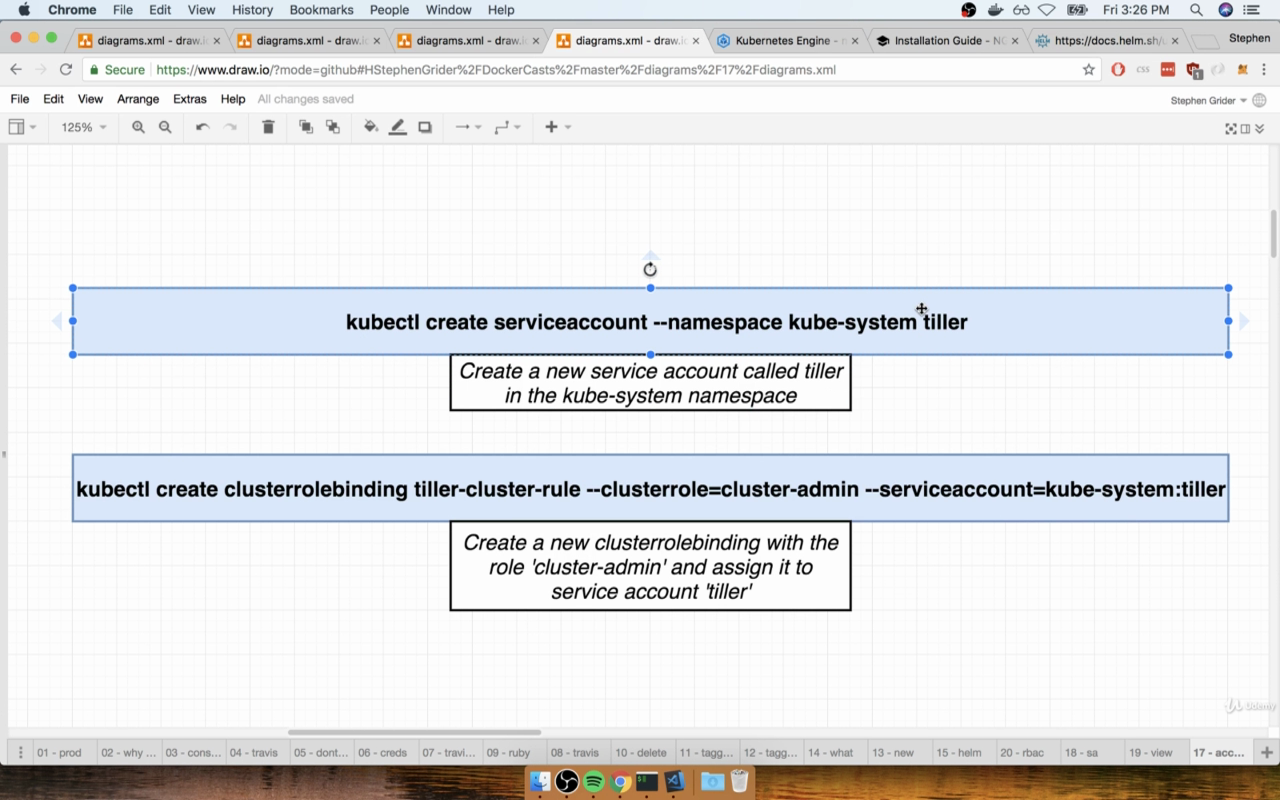 Chrome File Edit View History Bookmarks People Window Help Fri 3:26 PM
diagrams.xml - draw.i diagrams.xml - draw.i diagrams.xml - draw.i diagrams.xml - draw.i Kubernetes Engine - Installation Guide - https://docs.helm.sh/ Stephen
Secure https://www.draw.io/?mode=github#HStephenGrider%2FDockerCasts%2Fmaster%2Fdiagrams%2F17%2Fdiagrams.xml css 1
File Edit View Arrange Extras Help All changes saved Stephen Grider
125%
kubectl create serviceaccount --namespace kube-system tiller
Create a new service account called tiller
in the kube-system namespace
kubectl create clusterrolebinding tiller-cluster-rule --clusterrole=cluster-admin --serviceaccount=kube-system:tiller
Create a new clusterrolebinding with the
role 'cluster-admin' and assign it to
service account 'tiller'
Udemy
01 - prod 02 - why ... 03 - cons... 04 - travis 05 - dont... 06 - creds 07 - travi... 09 - ruby 08 - travis 10 - delete 11 - tagg... 12 - tagg... 14 - what 13 - new 15 - helm 20 - rbac 18 - sa 19 - view 17 - acc...